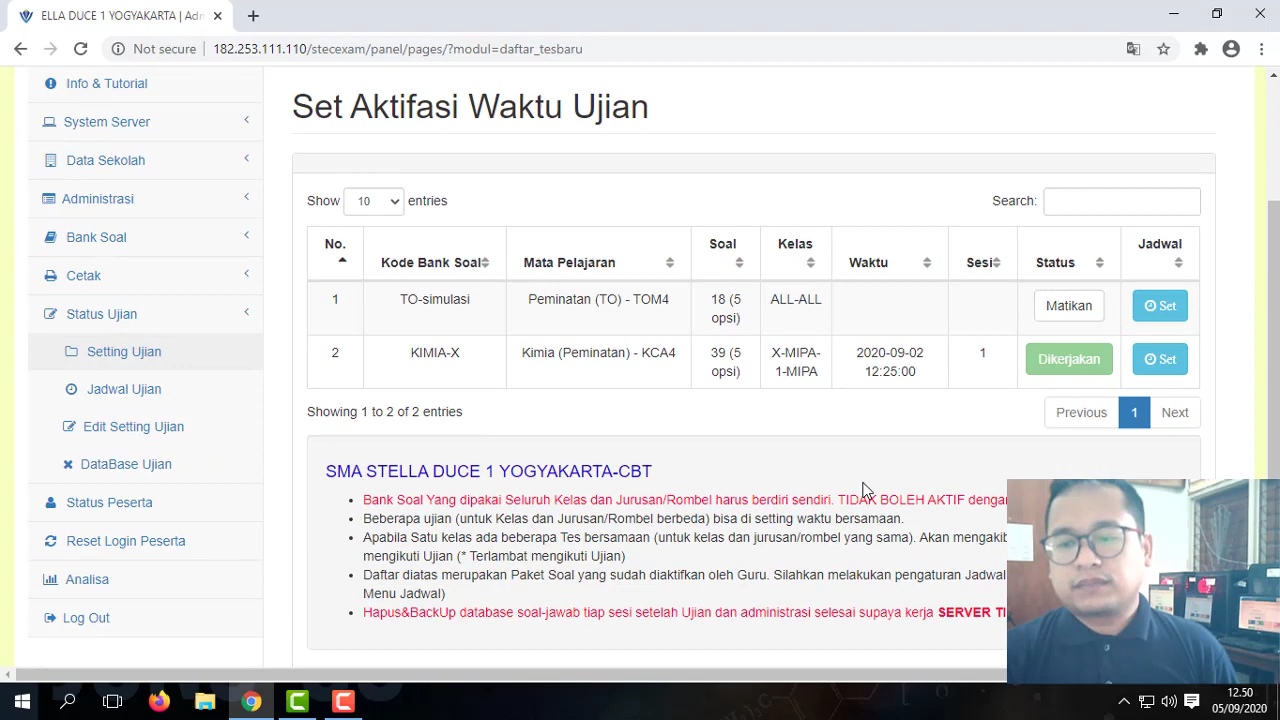 ELLA DUCE 1 YOGYAKARTA | Adm
Not secure
182.253.111.110/stecexam/panel/pages/?modul=daftar_tesbaru
Info & Tutorial
System Server
Data Sekolah
Administrasi
Bank Soal
Cetak
Status Ujian
Setting Ujian
Jadwal Ujian
Edit Setting Ujian
DataBase Ujian
Status Peserta
Reset Login Peserta
Analisa
Log Out
Set Aktifasi Waktu Ujian
Show 10 entries
Search:
No. Kode Bank Soal Mata Pelajaran Soal Kelas Waktu Sesi Status Jadwal
1 TO-simulasi Peminatan (TO) - TOM4 18 (5 opsi) ALL-ALL Matikan Set
2 KIMIA-X Kimia (Peminatan) - KCA4 39 (5 opsi) X-MIPA-1-MIPA 2020-09-02 12:25:00 1 Dikerjakan Set
Showing 1 to 2 of 2 entries
Previous 1 Next
SMA STELLA DUCE 1 YOGYAKARTA-CBT
Bank Soal Yang dipakai Seluruh Kelas dan Jurusan/Rombel harus berdiri sendiri. TIDAK BOLEH AKTIF dengan
Beberapa ujian (untuk Kelas dan Jurusan/Rombel berbeda) bisa di setting waktu bersamaan.
Apabila Satu kelas ada beberapa Tes bersamaan (untuk kelas dan jurusan/rombel yang sama). Akan mengakib
mengikuti Ujian (* Terlambat mengikuti Ujian)
Daftar diatas merupakan Paket Soal yang sudah diaktifkan oleh Guru. Silahkan melakukan pengaturan Jadwal
Menu Jadwal)
Hapus&BackUp database soal-jawab tiap sesi setelah Ujian dan administrasi selesai supaya kerja SERVER TI
12.50
05/09/2020